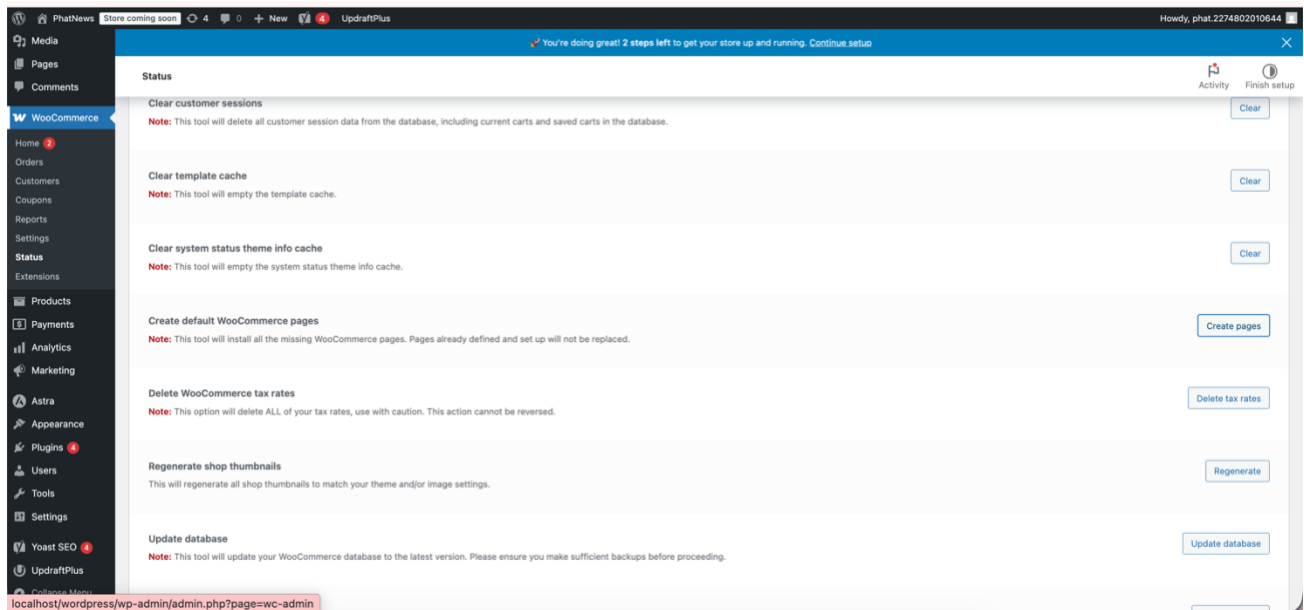 PhatNews Store coming soon 4 0 New 4 UpdraftPlus Howdy, phat.2274802010644
Media
Pages
Comments
WooCommerce
Home 2
Orders
Customers
Coupons
Reports
Settings
Status
Extensions
Products
Payments
Analytics
Marketing
Astra
Appearance
Plugins 4
Users
Tools
Settings
Yoast SEO 4
UpdraftPlus
Collapse Menu
localhost/wordpress/wp-admin/admin.php?page=wc-admin
🚀 You're doing great! 2 steps left to get your store up and running. Continue setup
Status
Activity Finish setup
Clear customer sessions
Note: This tool will delete all customer session data from the database, including current carts and saved carts in the database.
Clear
Clear template cache
Note: This tool will empty the template cache.
Clear
Clear system status theme info cache
Note: This tool will empty the system status theme info cache.
Clear
Create default WooCommerce pages
Note: This tool will install all the missing WooCommerce pages. Pages already defined and set up will not be replaced.
Create pages
Delete WooCommerce tax rates
Note: This option will delete ALL of your tax rates, use with caution. This action cannot be reversed.
Delete tax rates
Regenerate shop thumbnails
This will regenerate all shop thumbnails to match your theme and/or image settings.
Regenerate
Update database
Note: This tool will update your WooCommerce database to the latest version. Please ensure you make sufficient backups before proceeding.
Update database